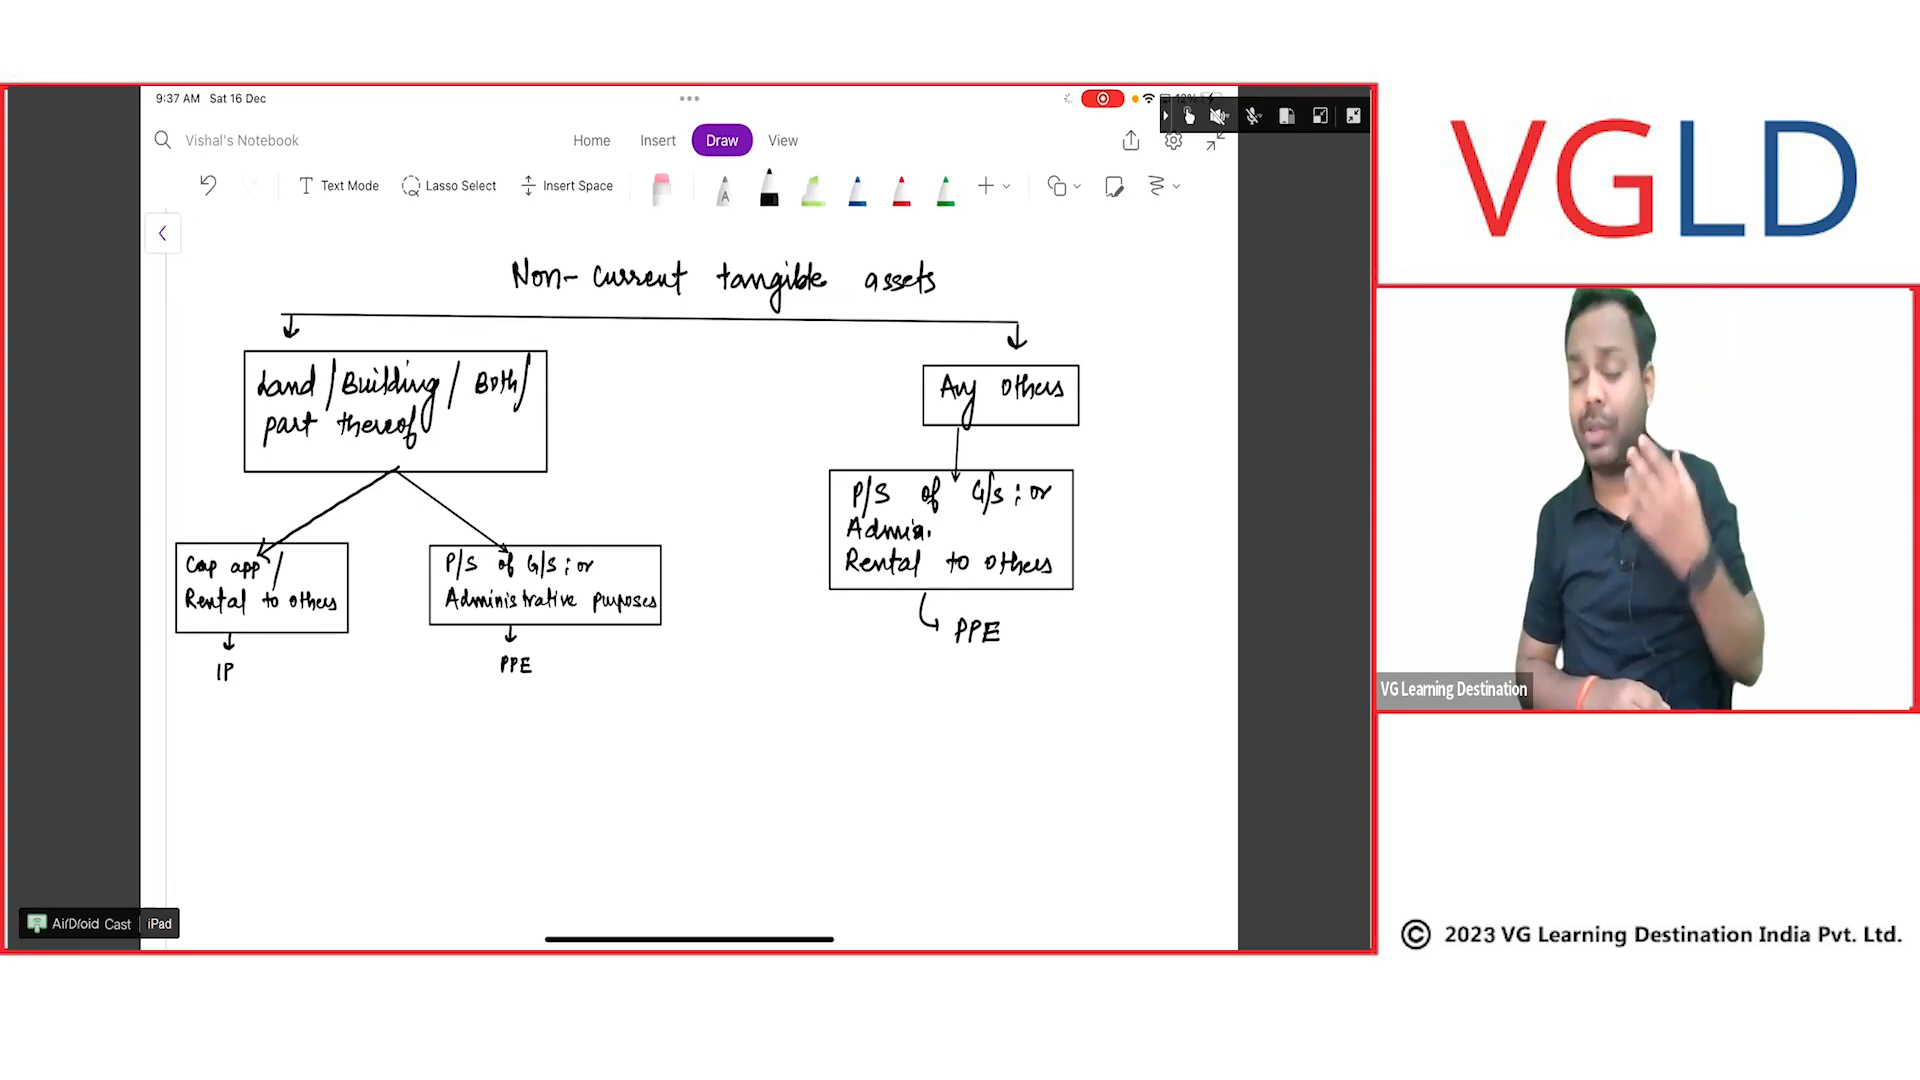 9:37 AM Sat 16 Dec
12%
Vishal's Notebook
Home Insert Draw View
Text Mode Lasso Select Insert Space
A
Non-current tangible assets
Land / Building / Both /
part thereof
Any others
P/S of G/S ; or
Admin.
Rental to others
PPE
Cap app /
Rental to others
IP
P/S of G/S ; or
Administrative purposes
PPE
AirDroid Cast iPad
VGLD
VG Learning Destination
© 2023 VG Learning Destination India Pvt. Ltd.